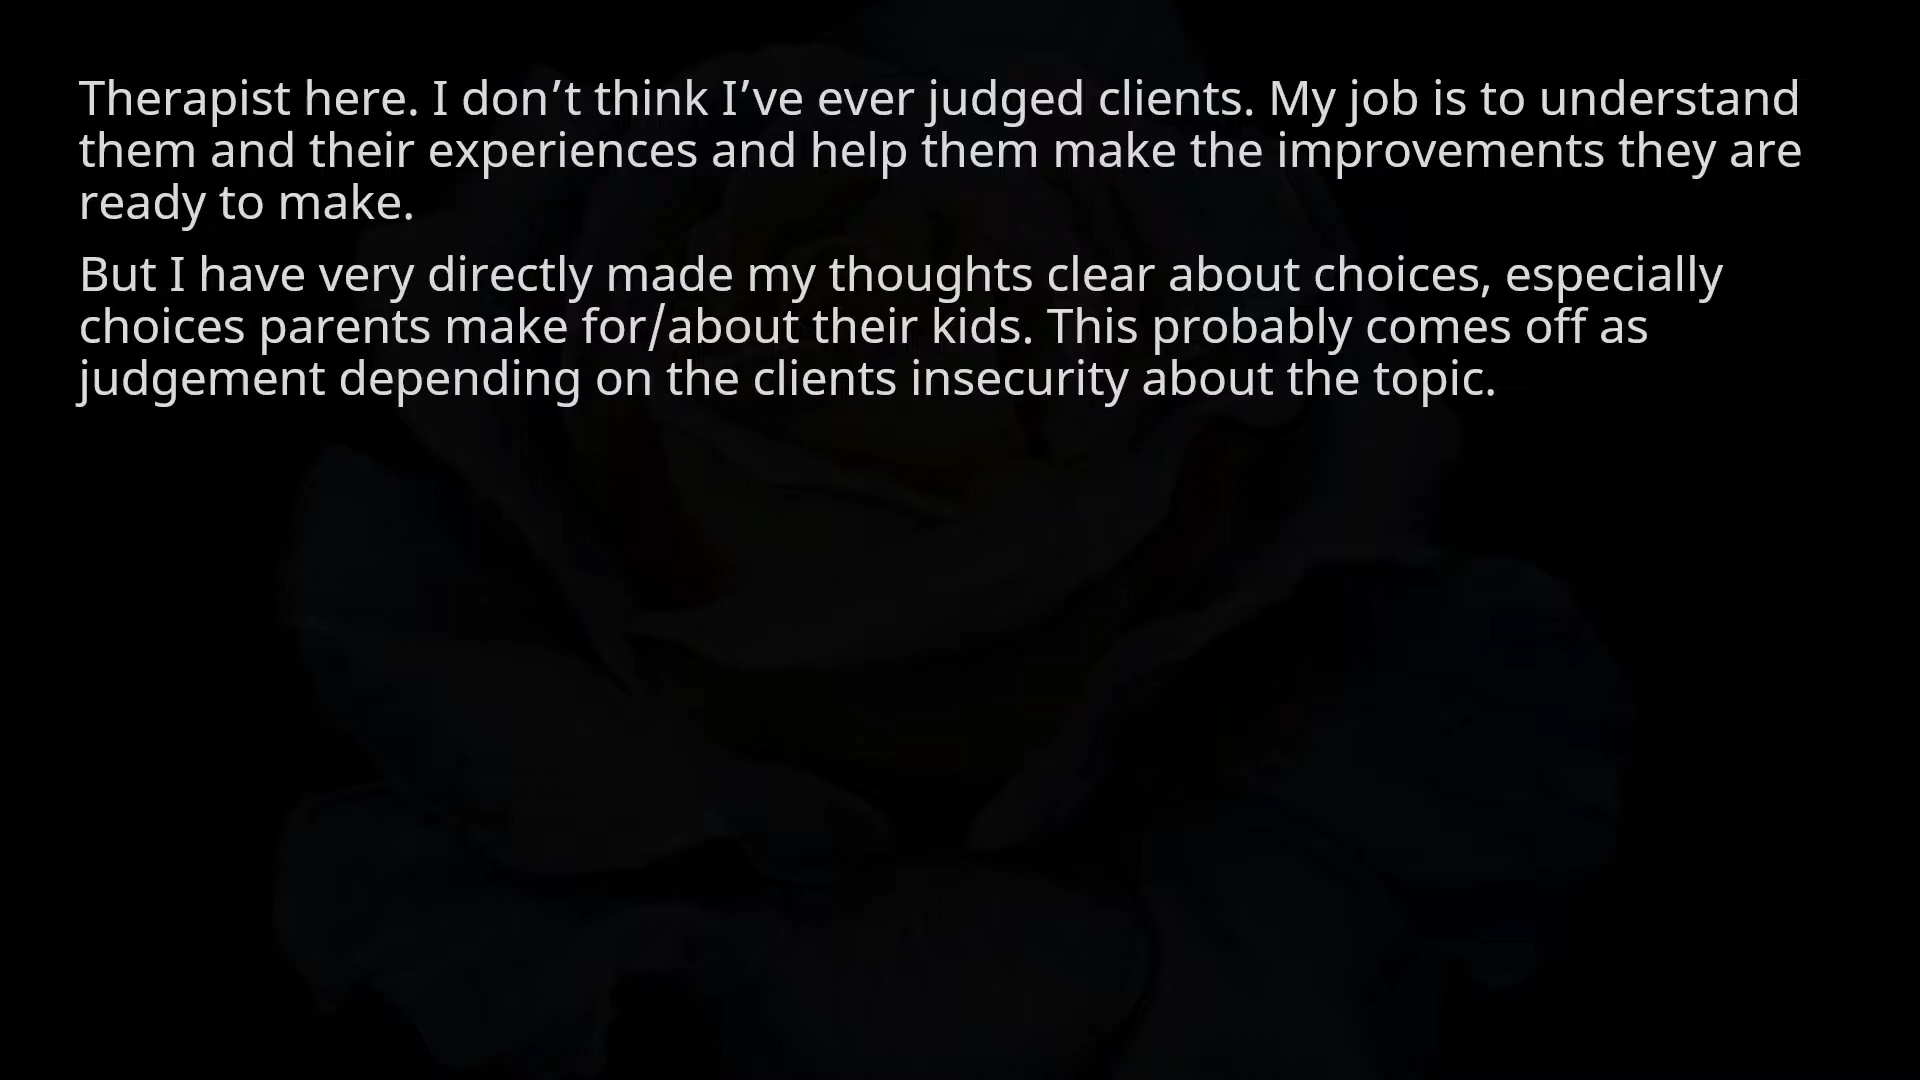 Therapist here. I don’t think I’ve ever judged clients. My job is to understand
them and their experiences and help them make the improvements they are
ready to make.
But I have very directly made my thoughts clear about choices, especially
choices parents make for/about their kids. This probably comes off as
judgement depending on the clients insecurity about the topic.